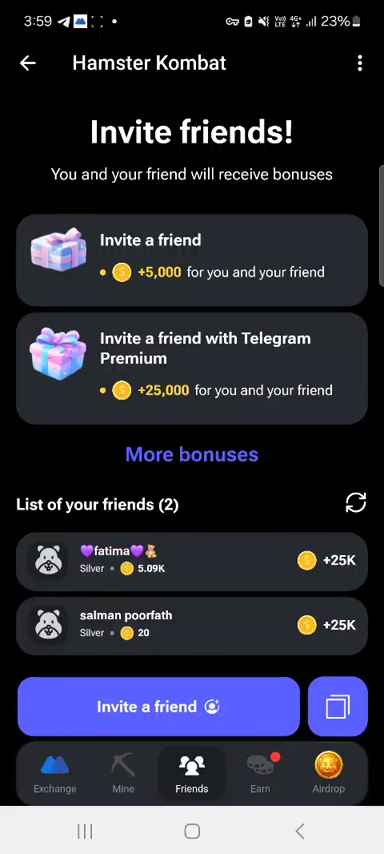 3:59
4G+
23%
Hamster Kombat
Invite friends!
You and your friend will receive bonuses
Invite a friend
+5,000 for you and your friend
Invite a friend with Telegram
Premium
+25,000 for you and your friend
More bonuses
List of your friends (2)
💜fatima💜🧸
Silver • 5.09K
+25K
salman poorfath
Silver • 20
+25K
Invite a friend
Exchange
Mine
Friends
Earn
Airdrop